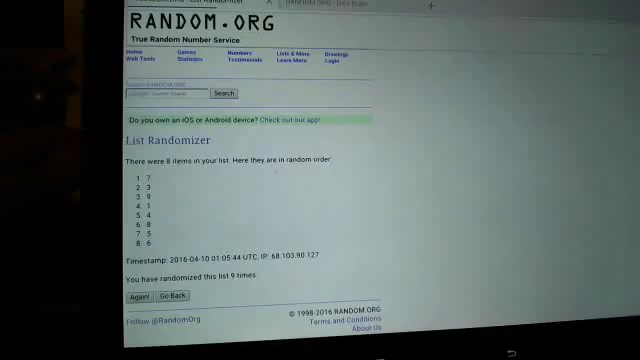 RANDOM.ORG
True Random Number Service
Home Games Numbers Lists & More Drawings
Web Tools Statistics Testimonials Learn More Login
Search RANDOM.ORG
Search
Do you own an iOS or Android device? Check out our app!
List Randomizer
There were 8 items in your list. Here they are in random order:
1. 7
2. 3
3. 9
4. 1
5. 4
6. 8
7. 5
8. 6
Timestamp: 2016-04-10 01:05:44 UTC; IP: 68.103.90.127
You have randomized this list 9 times
Again! Go Back
© 1998-2016 RANDOM.ORG
Follow @RandomOrg Terms and Conditions
About Us